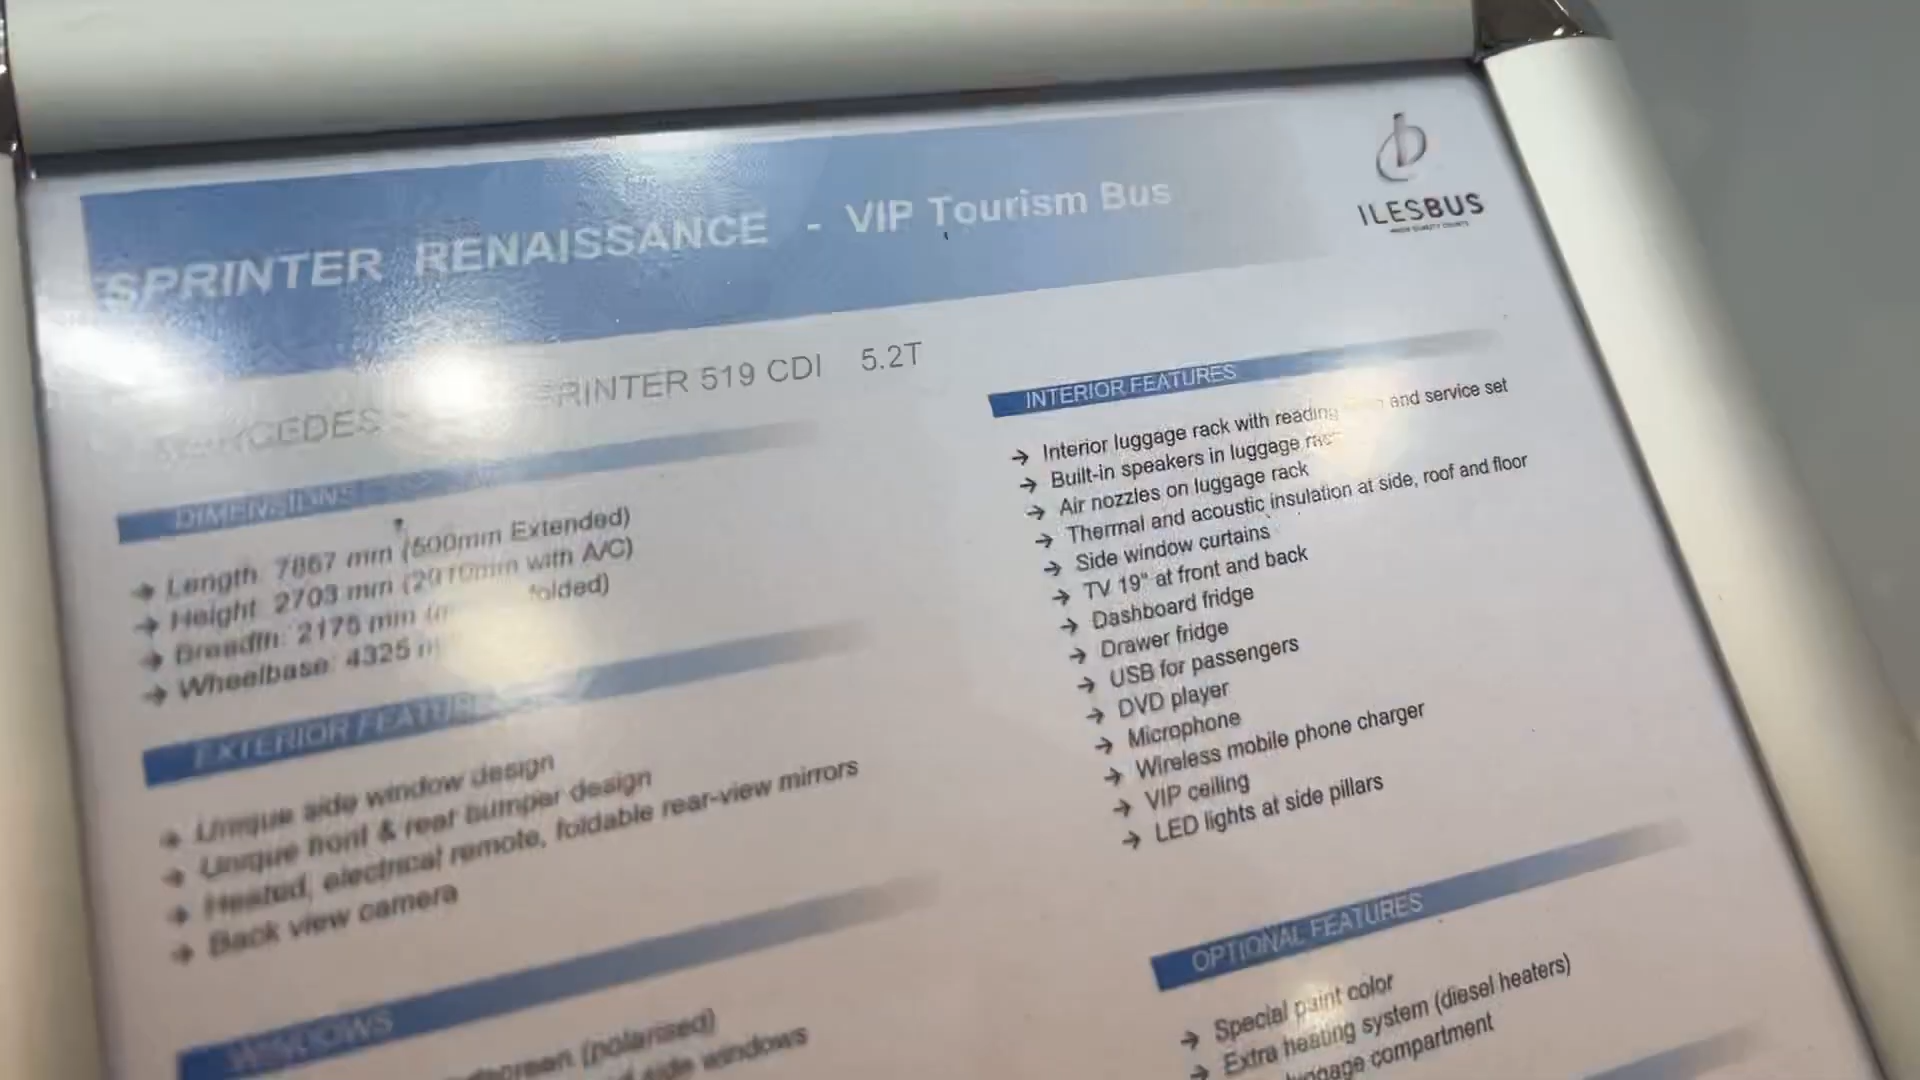 SPRINTER RENAISSANCE - VIP Tourism Bus
ILESBUS
SPRINTER 519 CDI 5.2T
DIMENSIONS
→ Length: 7867 mm (500mm Extended)
→ Height: 2703 mm (2910mm with A/C)
→ Breadth: 2175 mm folded)
→ Wheelbase: 4325
EXTERIOR FEATURES
→ Unique side window design
→ Unique front & rear bumper design
→ Heated, electrical remote, foldable rear-view mirrors
→ Back view camera
WINDOWS
(polarised)
side windows
INTERIOR FEATURES
→ Interior luggage rack with reading and service set
→ Built-in speakers in luggage rack
→ Air nozzles on luggage rack
→ Thermal and acoustic insulation at side, roof and floor
→ Side window curtains
→ TV 19" at front and back
→ Dashboard fridge
→ Drawer fridge
→ USB for passengers
→ DVD player
→ Microphone
→ Wireless mobile phone charger
→ VIP ceiling
→ LED lights at side pillars
OPTIONAL FEATURES
→ Special paint color
→ Extra heating system (diesel heaters)
compartment